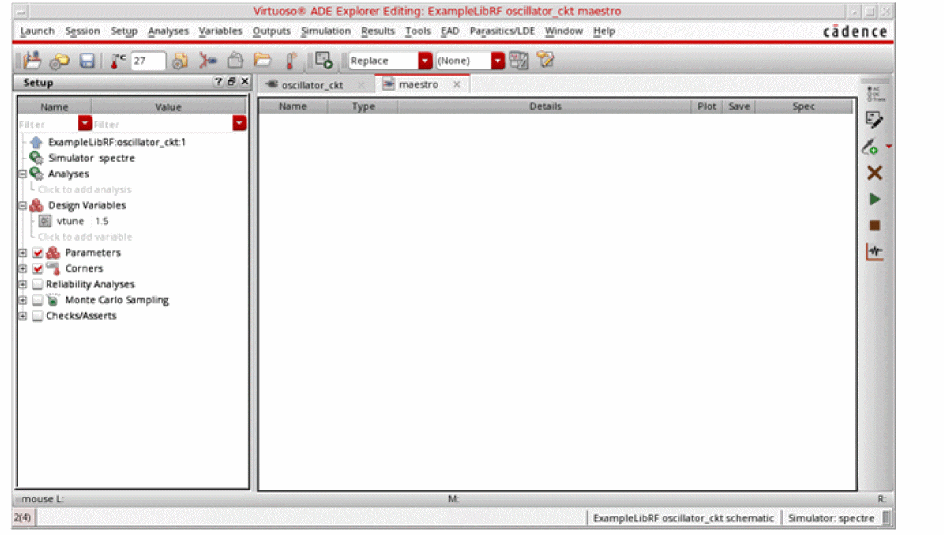 Virtuoso® ADE Explorer Editing: ExampleLibRF oscillator_ckt maestro
Launch Session Setup Analyses Variables Outputs Simulation Results Tools EAD Parasitics/LDE Window Help cādence
°C 27 Replace (None)
Setup ? oscillator_ckt maestro
Name Value Name Type Details Plot Save Spec
Filter Filter
ExampleLibRF:oscillator_ckt:1
Simulator spectre
Analyses
Click to add analysis
Design Variables
vtune 1.5
Click to add variable
Parameters
Corners
Reliability Analyses
Monte Carlo Sampling
Checks/Asserts
mouse L: M: R:
2(4) ExampleLibRF oscillator_ckt schematic Simulator: spectre